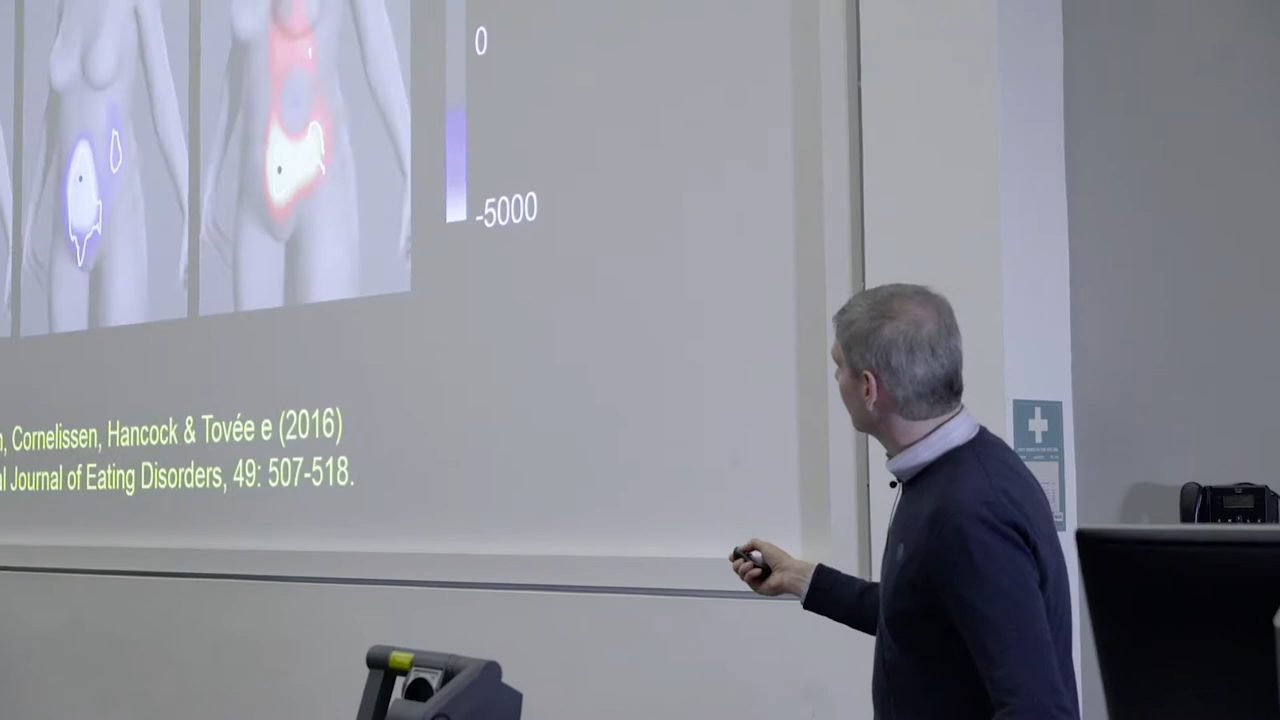 0
-5000
Cornelissen, Hancock & Tovée e (2016)
Journal of Eating Disorders, 49: 507-518.